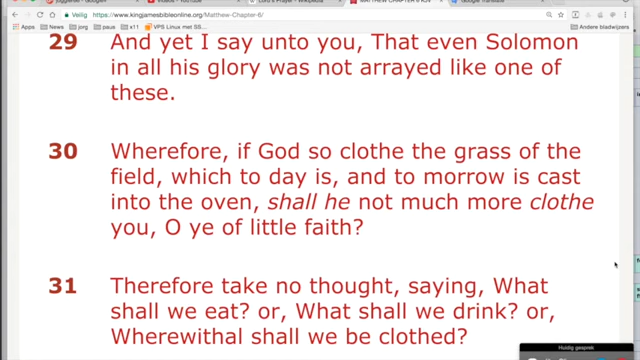 Veilig https://www.kingjamesbibleonline.org/Matthew-Chapter-6/
News jorg paus x11 VPS Linux met SS Andere bladwijzers
29 And yet I say unto you, That even Solomon
in all his glory was not arrayed like one of
these.
30 Wherefore, if God so clothe the grass of the
field, which to day is, and to morrow is cast
into the oven, shall he not much more clothe
you, O ye of little faith?
31 Therefore take no thought, saying, What
shall we eat? or, What shall we drink? or,
Wherewithal shall we be clothed?
Huidig gesprek